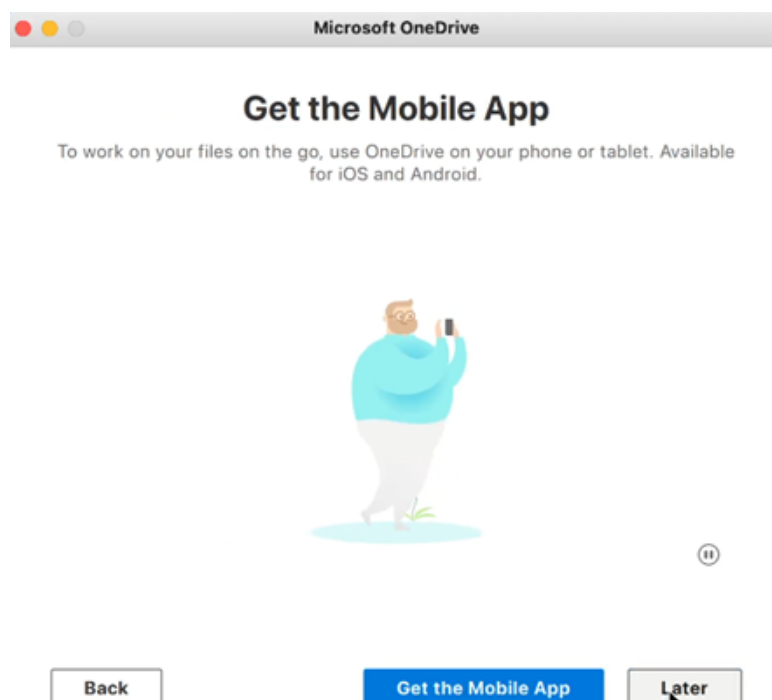 Microsoft OneDrive
Get the Mobile App
To work on your files on the go, use OneDrive on your phone or tablet. Available
for iOS and Android.
Back
Get the Mobile App
Later